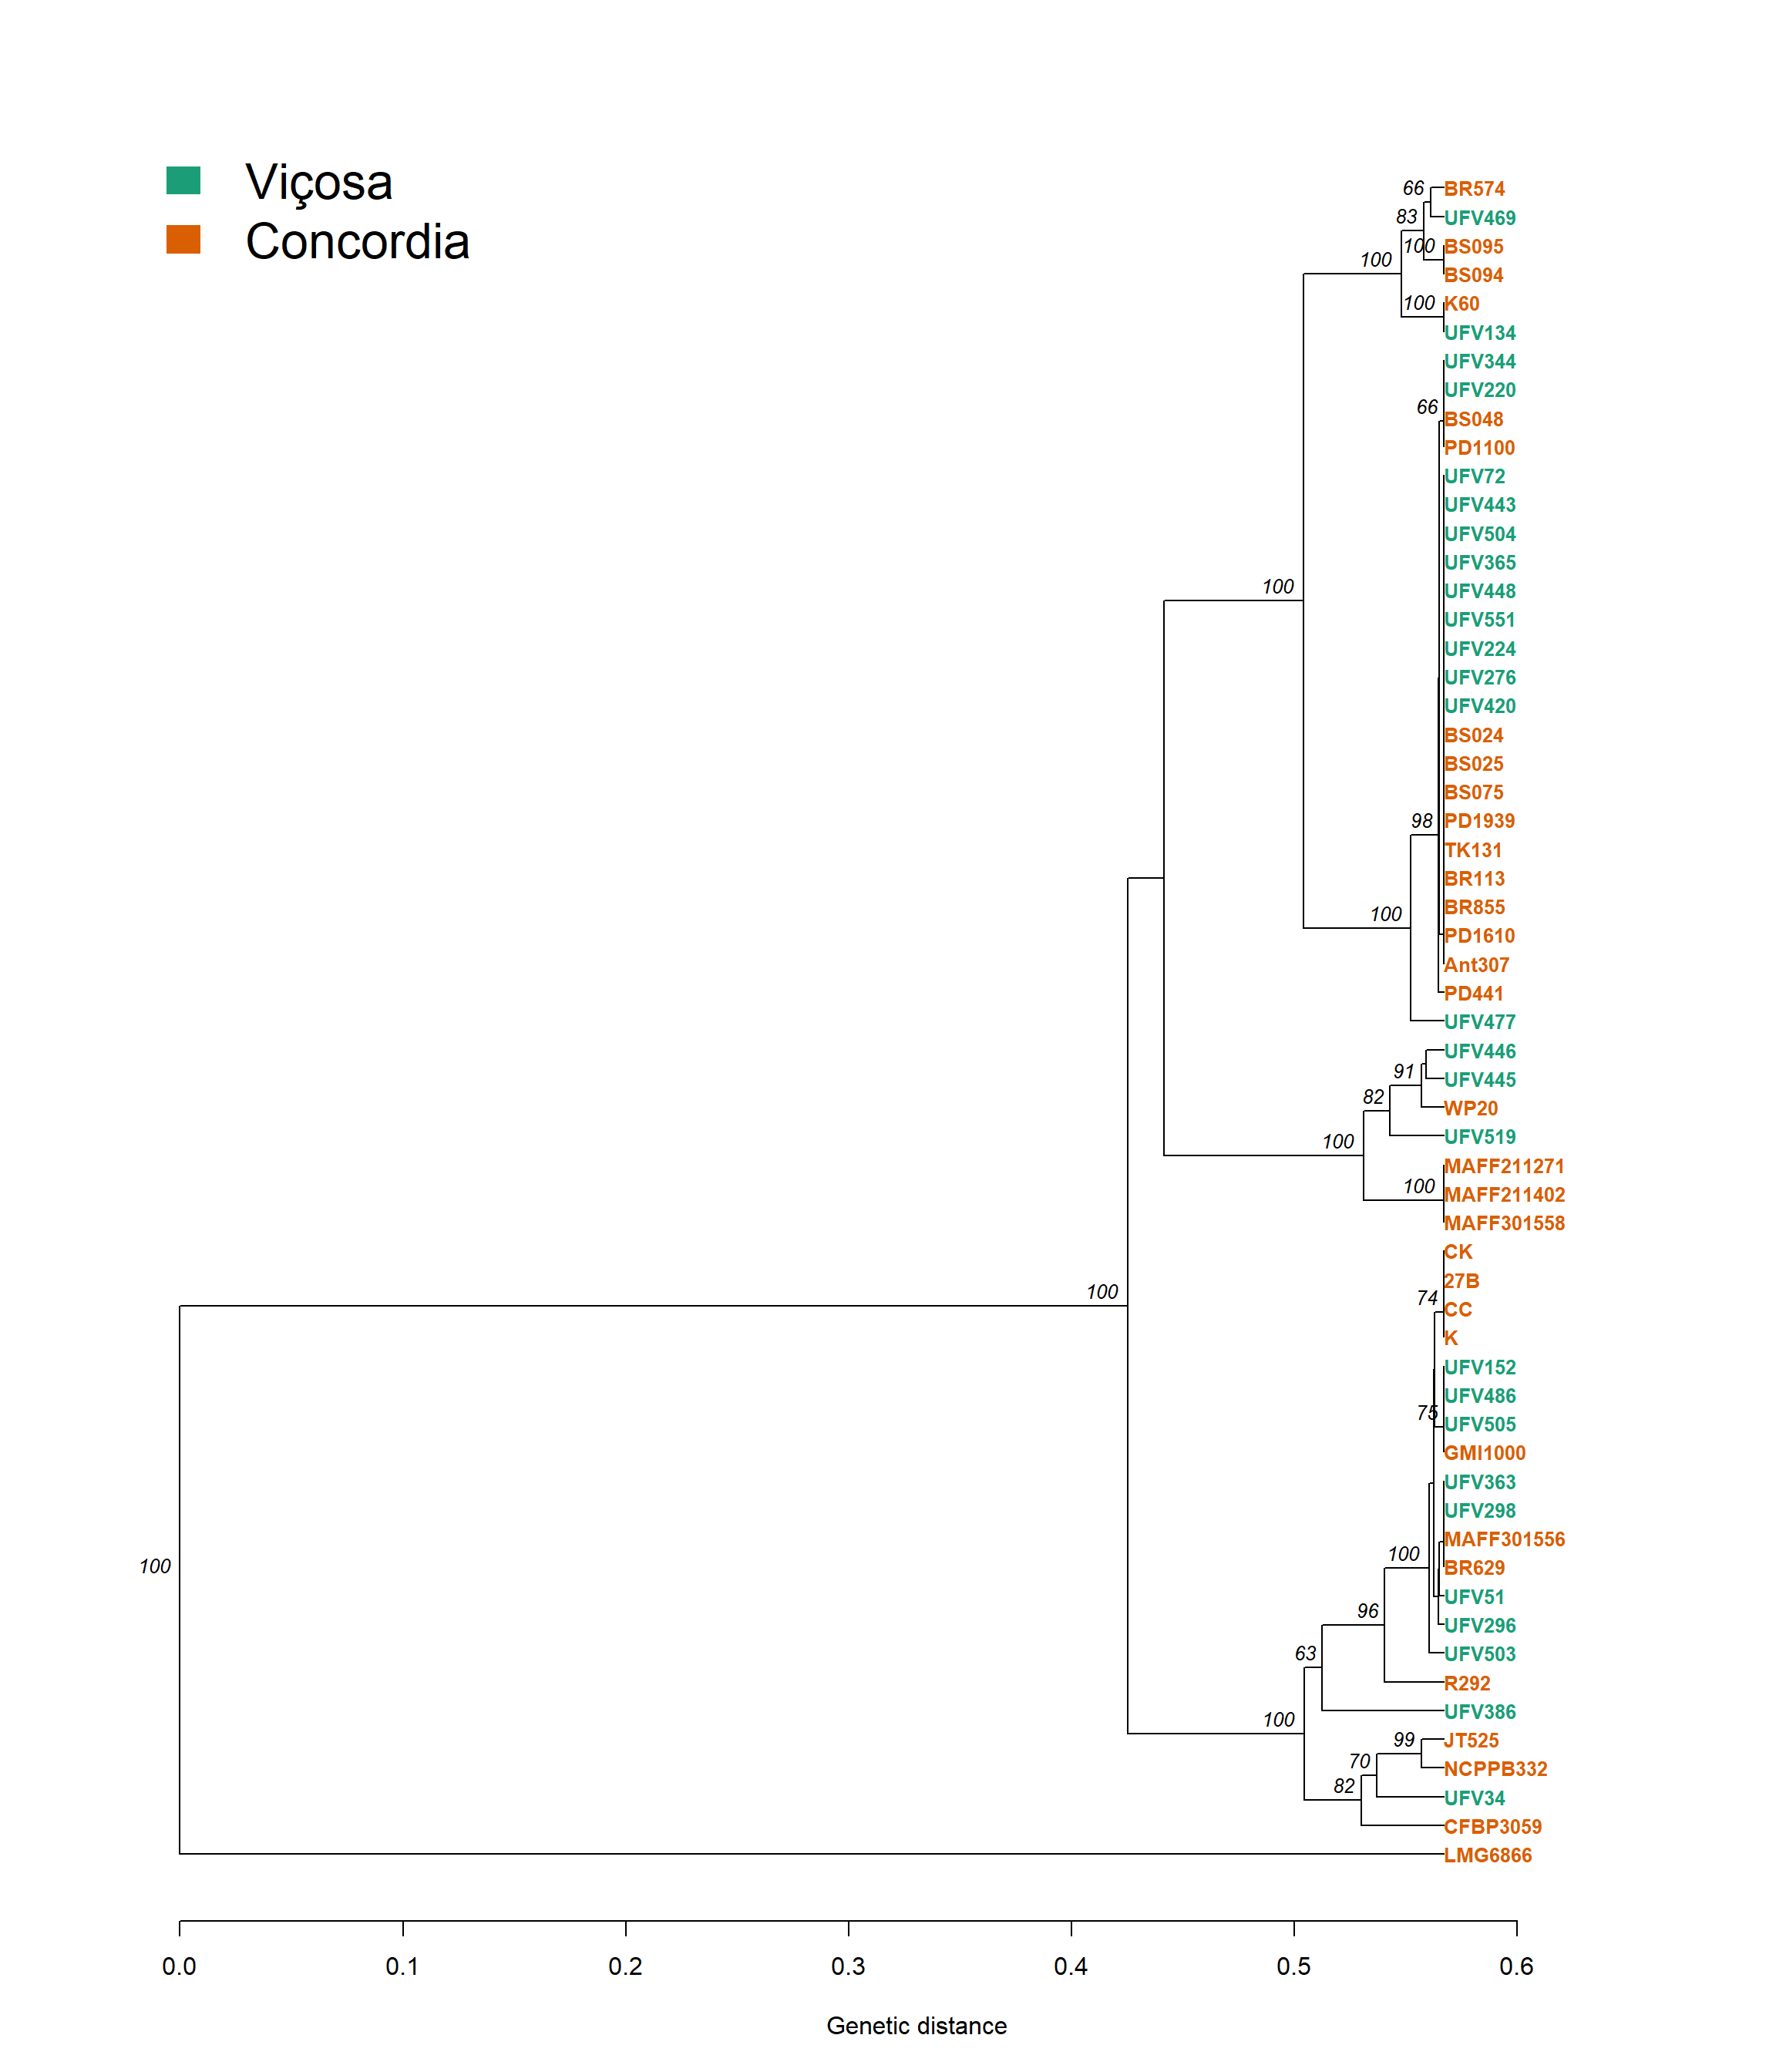 Viçosa
Concordia
66
BR574
83
UFV469
100
BS095
100
BS094
100
K60
UFV134
UFV344
UFV220
66
BS048
PD1100
UFV72
UFV443
UFV504
UFV365
100
UFV448
UFV551
UFV224
UFV276
UFV420
BS024
BS025
BS075
98
PD1939
TK131
BR113
100
BR855
PD1610
Ant307
PD441
UFV477
UFV446
91
UFV445
82
WP20
100
UFV519
MAFF211271
100
MAFF211402
MAFF301558
CK
27B
100
74
CC
K
UFV152
UFV486
75
UFV505
GMI1000
UFV363
UFV298
MAFF301556
100
100
BR629
UFV51
96
UFV296
63
UFV503
R292
100
UFV386
99
JT525
70
NCPPB332
82
UFV34
CFBP3059
LMG6866
0.0 0.1 0.2 0.3 0.4 0.5 0.6
Genetic distance